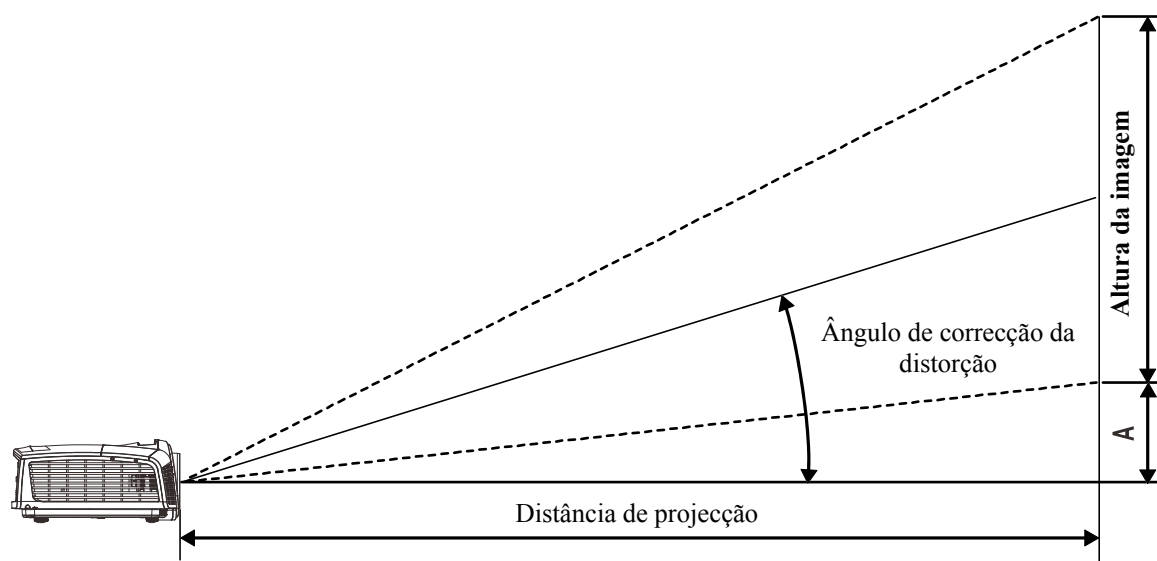 Altura da imagem
Ângulo de correcção da
distorção
A
Distância de projecção